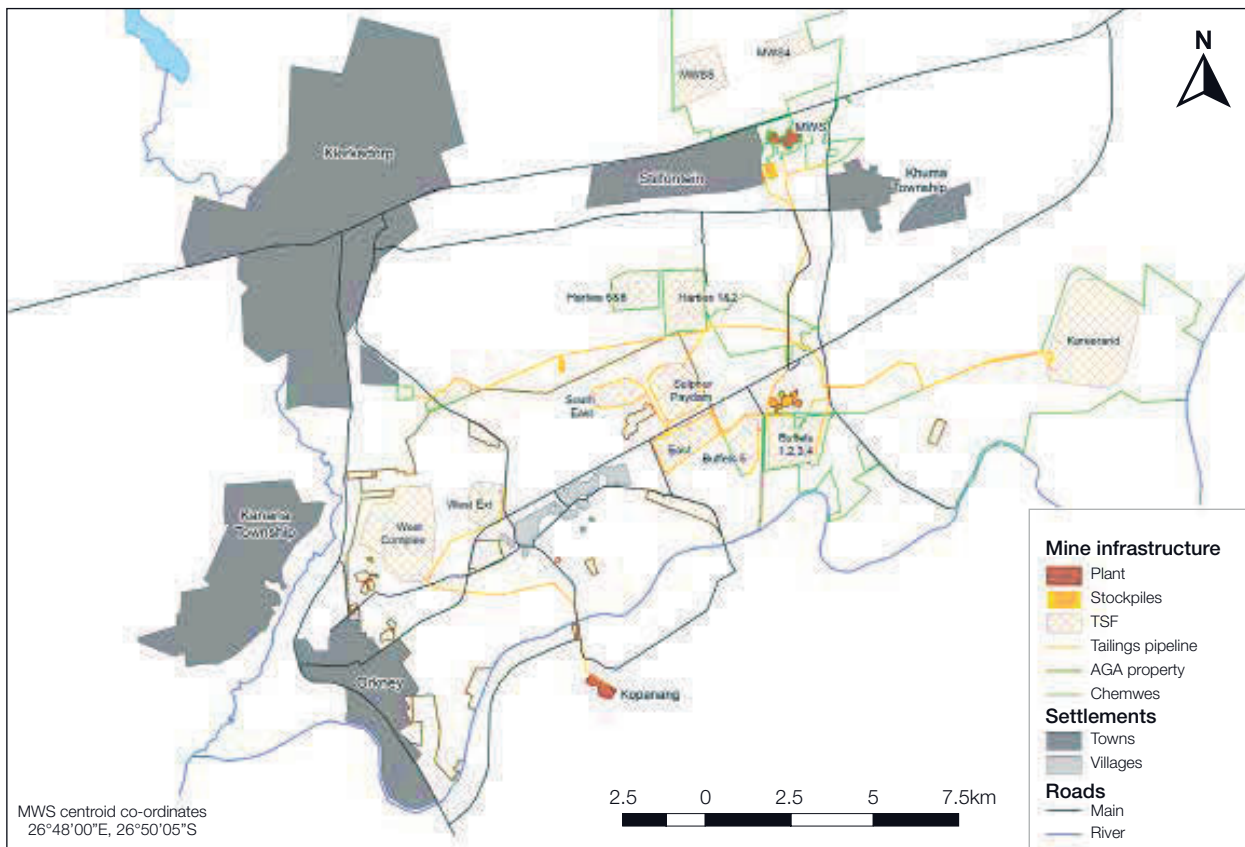 N
MWS4
MWS5
MWS
Klerksdorp
Stilfontein
Khuma
Township
Harties 5&6
Harties 1&2
Kareerand
Sulphur
Paydam
South
East
East
Buffels 5
Buffels
1,2,3,4
West Ext
West
Complex
Kanana
Township
Orkney
Kopanang
Mine infrastructure
Plant
Stockpiles
TSF
Tailings pipeline
AGA property
Chemwes
Settlements
Towns
Villages
Roads
Main
River
2.5 0 2.5 5 7.5km
MWS centroid co-ordinates
26°48'00"E, 26°50'05"S